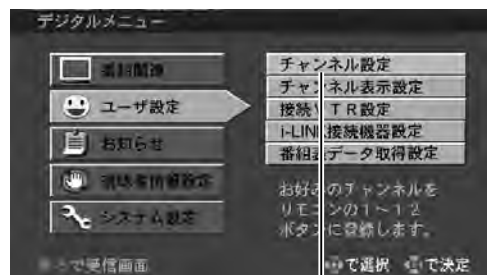 デジタルメニュー
番組関連
ユーザ設定
お知らせ
視聴者情報設定
システム設定
チャンネル設定
チャンネル表示設定
接続VTR設定
i-LINK接続機器設定
番組表データ取得設定
お好みのチャンネルを
リモコンの1～12
ボタンに登録します。
で受信画面
で選択 で決定